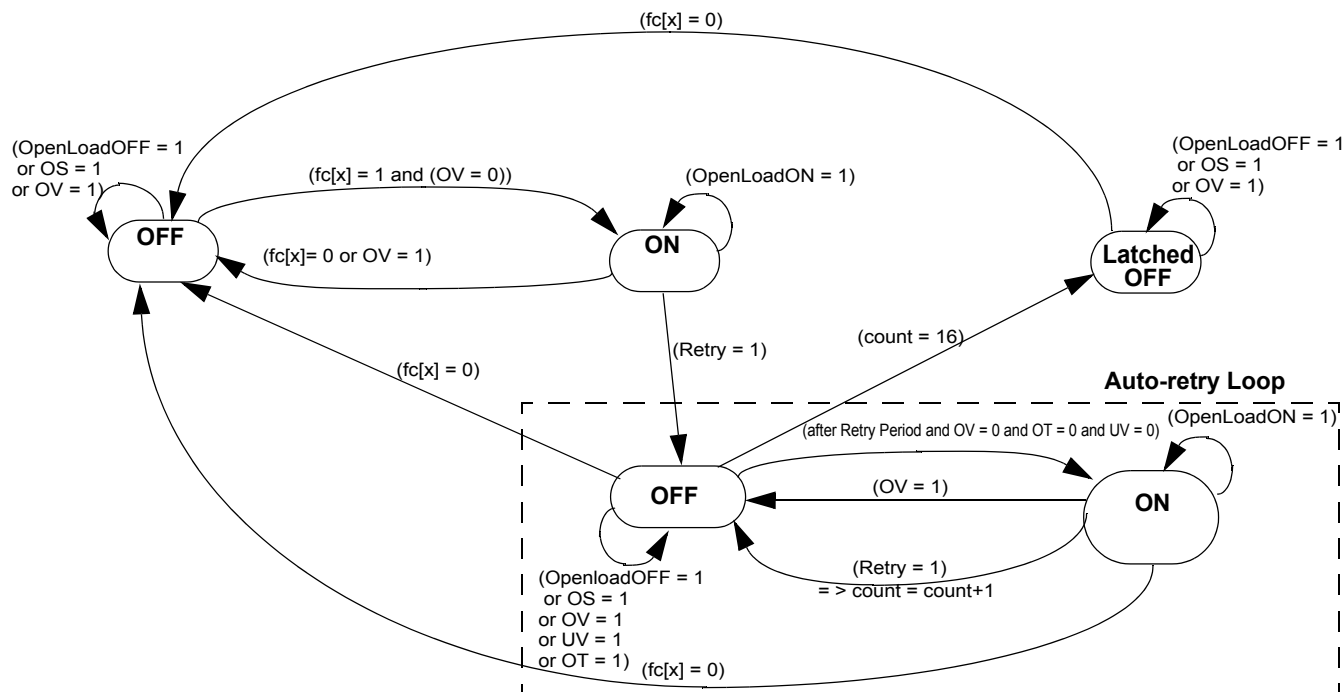 (fc[x] = 0)
(OpenLoadOFF = 1
or OS = 1
or OV = 1)
(fc[x] = 1 and (OV = 0))
(OpenLoadON = 1)
(OpenLoadOFF = 1
or OS = 1
or OV = 1)
OFF
ON
Latched
OFF
(fc[x]= 0 or OV = 1)
(Retry = 1)
(count = 16)
(fc[x] = 0)
Auto-retry Loop
(after Retry Period and OV = 0 and OT = 0 and UV = 0)
(OpenLoadON = 1)
OFF
(OV = 1)
ON
(Retry = 1)
= > count = count+1
(OpenloadOFF = 1
or OS = 1
or OV = 1
or UV = 1
or OT = 1)
(fc[x] = 0)